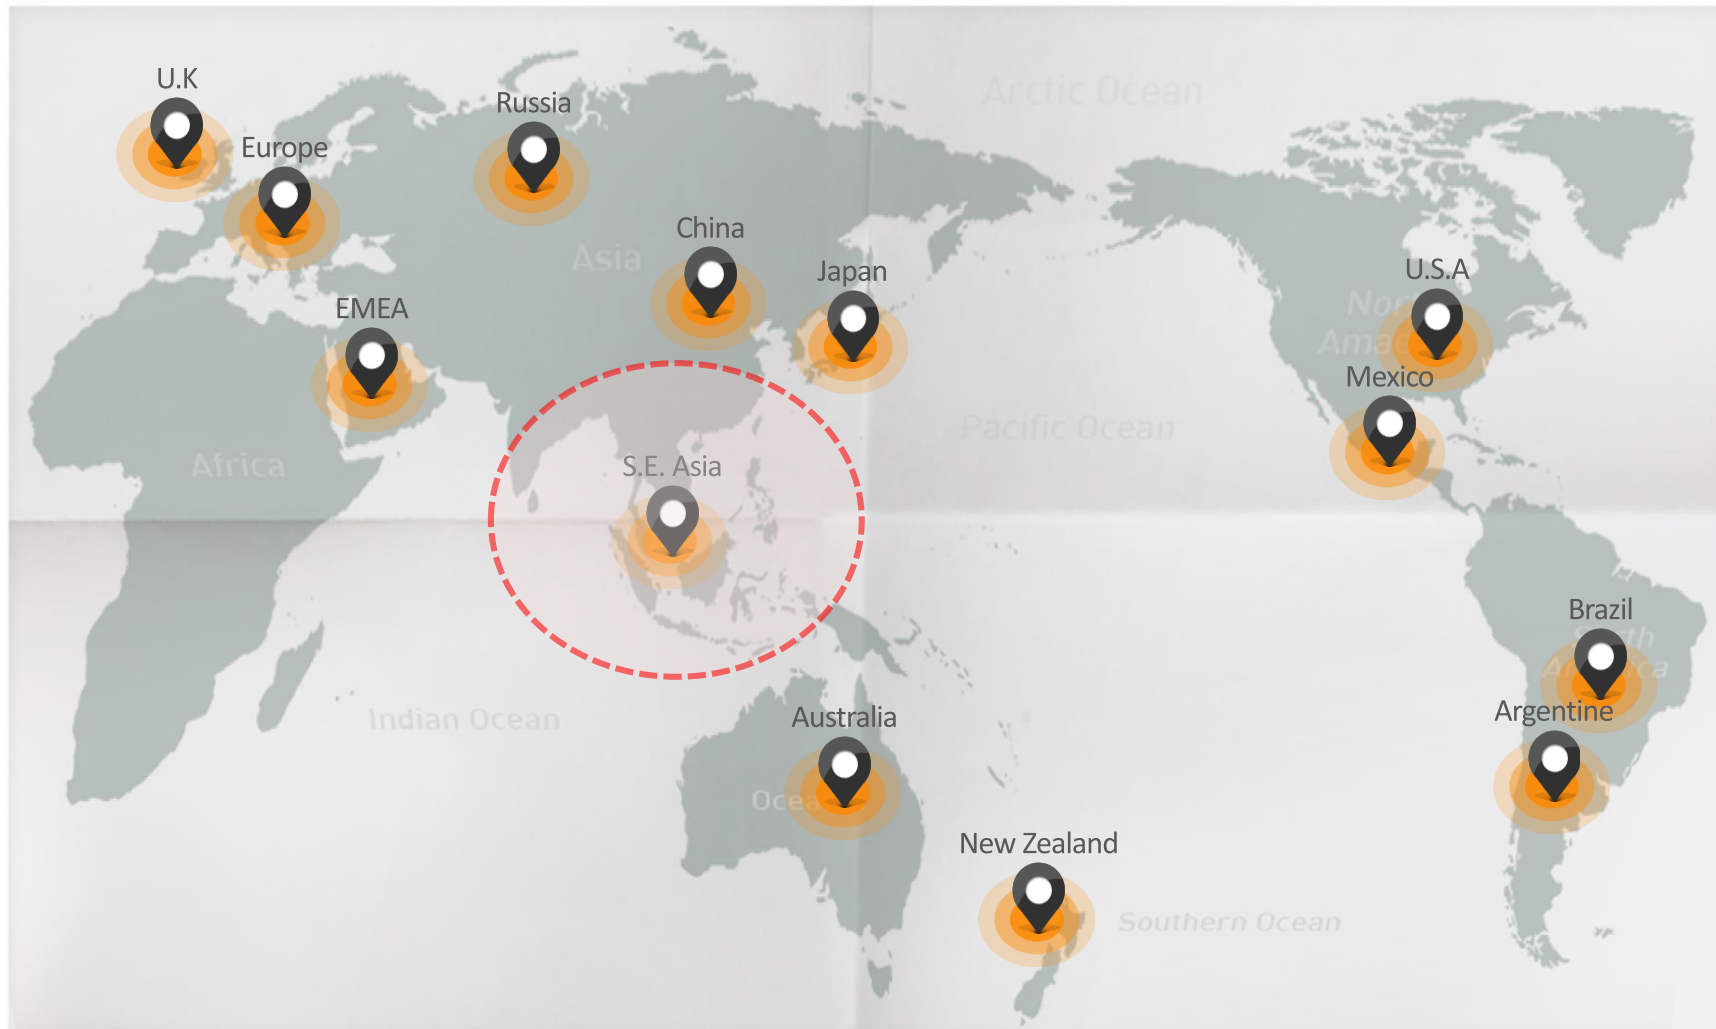 U.K
Russia
Europe
Arctic Ocean
China
Asia
Japan
U.S.A
EMEA
Mexico
Pacific Ocean
Africa
S.E. Asia
Brazil
Indian Ocean
Australia
Argentine
New Zealand
Southern Ocean